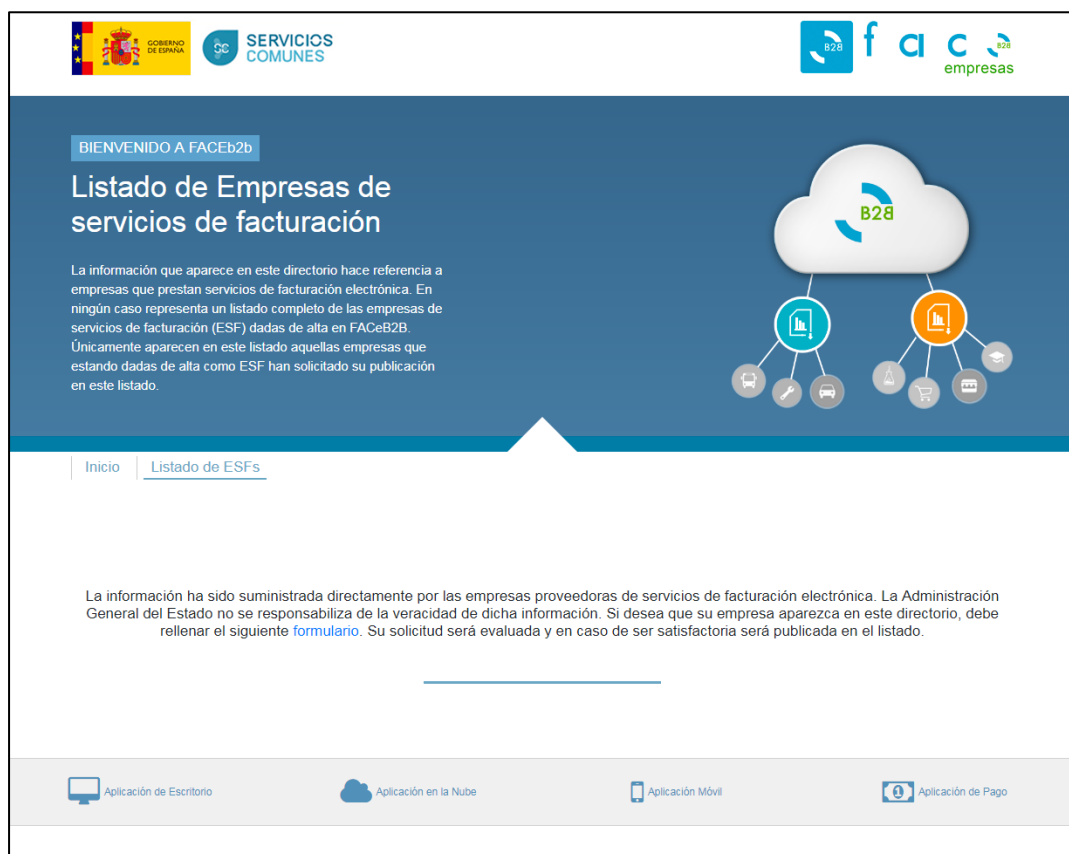 GOBIERNO
DE ESPAÑA
SC
SERVICIOS
COMUNES
B2B
f a c B2B
empresas
BIENVENIDO A FACEb2b
Listado de Empresas de
servicios de facturación
La información que aparece en este directorio hace referencia a
empresas que prestan servicios de facturación electrónica. En
ningún caso representa un listado completo de las empresas de
servicios de facturación (ESF) dadas de alta en FACeB2B.
Únicamente aparecen en este listado aquellas empresas que
estando dadas de alta como ESF han solicitado su publicación
en este listado.
B2B
Inicio
Listado de ESFs
La información ha sido suministrada directamente por las empresas proveedoras de servicios de facturación electrónica. La Administración
General del Estado no se responsabiliza de la veracidad de dicha información. Si desea que su empresa aparezca en este directorio, debe
rellenar el siguiente formulario. Su solicitud será evaluada y en caso de ser satisfactoria será publicada en el listado.
Aplicación de Escritorio
Aplicación en la Nube
Aplicación Móvil
1
Aplicación de Pago